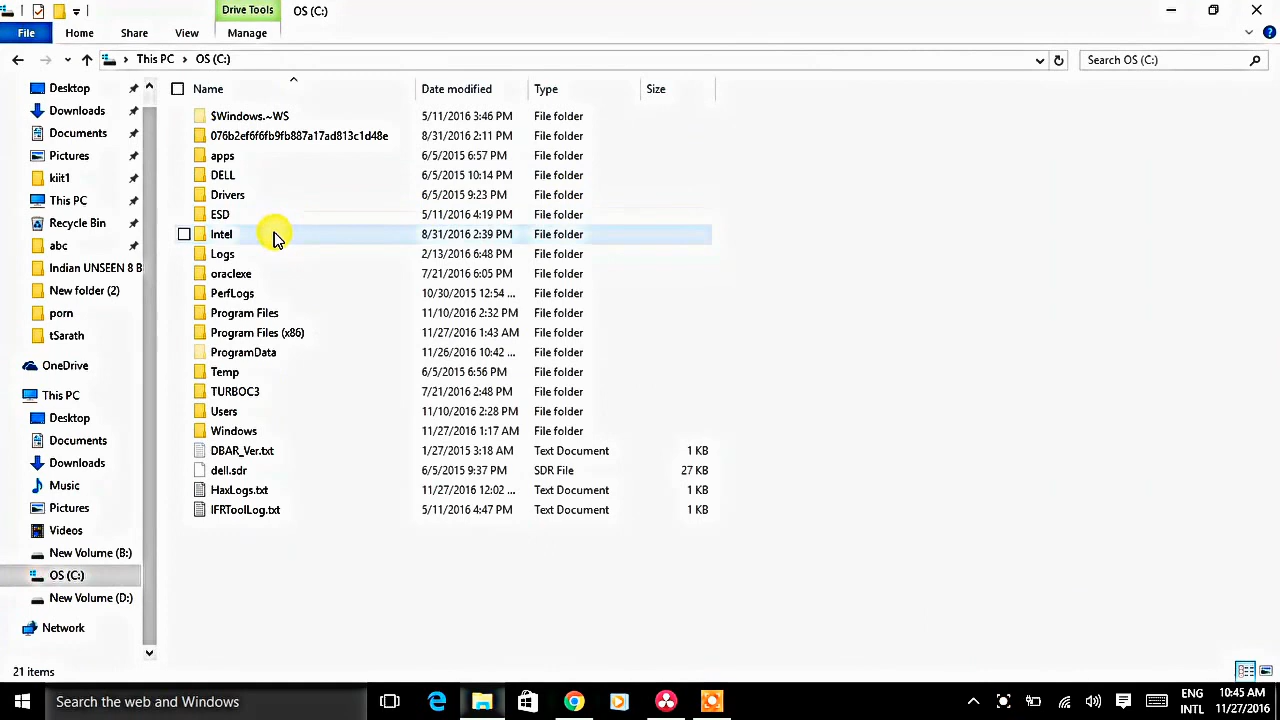 Drive Tools OS (C:)
File Home Share View Manage
This PC OS (C:) Search OS (C:)
Desktop
Downloads
Documents
Pictures
kiit1
This PC
Recycle Bin
abc
Indian UNSEEN 8 B
New folder (2)
porn
tSarath
OneDrive
This PC
Desktop
Documents
Downloads
Music
Pictures
Videos
New Volume (B:)
OS (C:)
New Volume (D:)
Network
Name Date modified Type Size
$Windows.~WS 5/11/2016 3:46 PM File folder
076b2ef6f6fb9fb887a17ad813c1d48e 8/31/2016 2:11 PM File folder
apps 6/5/2015 6:57 PM File folder
DELL 6/5/2015 10:14 PM File folder
Drivers 6/5/2015 9:23 PM File folder
ESD 5/11/2016 4:19 PM File folder
Intel 8/31/2016 2:39 PM File folder
Logs 2/13/2016 6:48 PM File folder
oraclexe 7/21/2016 6:05 PM File folder
PerfLogs 10/30/2015 12:54 ... File folder
Program Files 11/10/2016 2:32 PM File folder
Program Files (x86) 11/27/2016 1:43 AM File folder
ProgramData 11/26/2016 10:42 ... File folder
Temp 6/5/2015 6:56 PM File folder
TURBOC3 7/21/2016 2:48 PM File folder
Users 11/10/2016 2:28 PM File folder
Windows 11/27/2016 1:17 AM File folder
DBAR_Ver.txt 1/27/2015 3:18 AM Text Document 1 KB
dell.sdr 6/5/2015 9:37 PM SDR File 27 KB
HaxLogs.txt 11/27/2016 12:02 ... Text Document 1 KB
IFRToolLog.txt 5/11/2016 4:47 PM Text Document 1 KB
21 items
Search the web and Windows
ENG
INTL
10:45 AM
11/27/2016